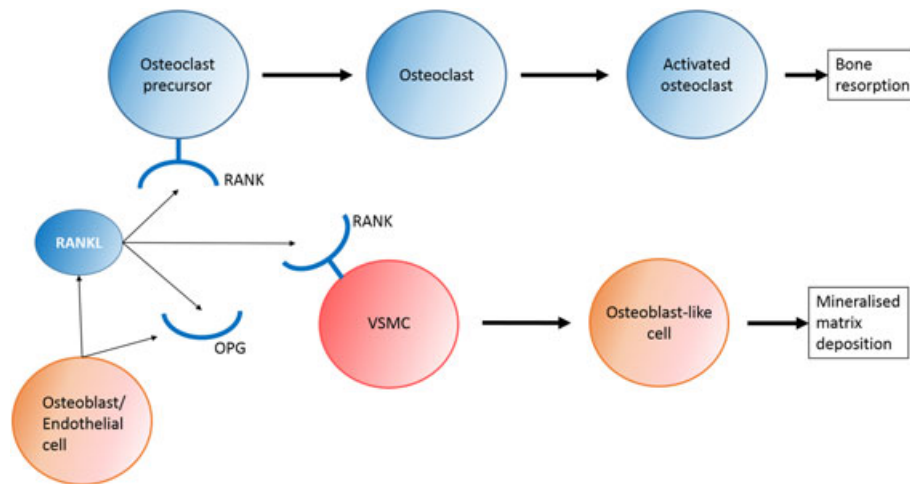 Osteoclast
precursor
Osteoclast
Activated
osteoclast
Bone
resorption
RANK
RANKL
RANK
OPG
VSMC
Osteoblast-like
cell
Mineralised
matrix
deposition
Osteoblast/
Endothelial
cell